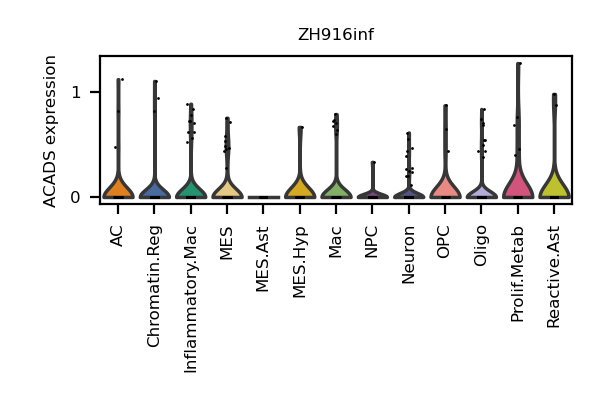 ZH916inf
ACADS expression
1
0
AC
Chromatin.Reg
Inflammatory.Mac
MES
MES.Ast
MES.Hyp
Mac
NPC
Neuron
OPC
Oligo
Prolif.Metab
Reactive.Ast